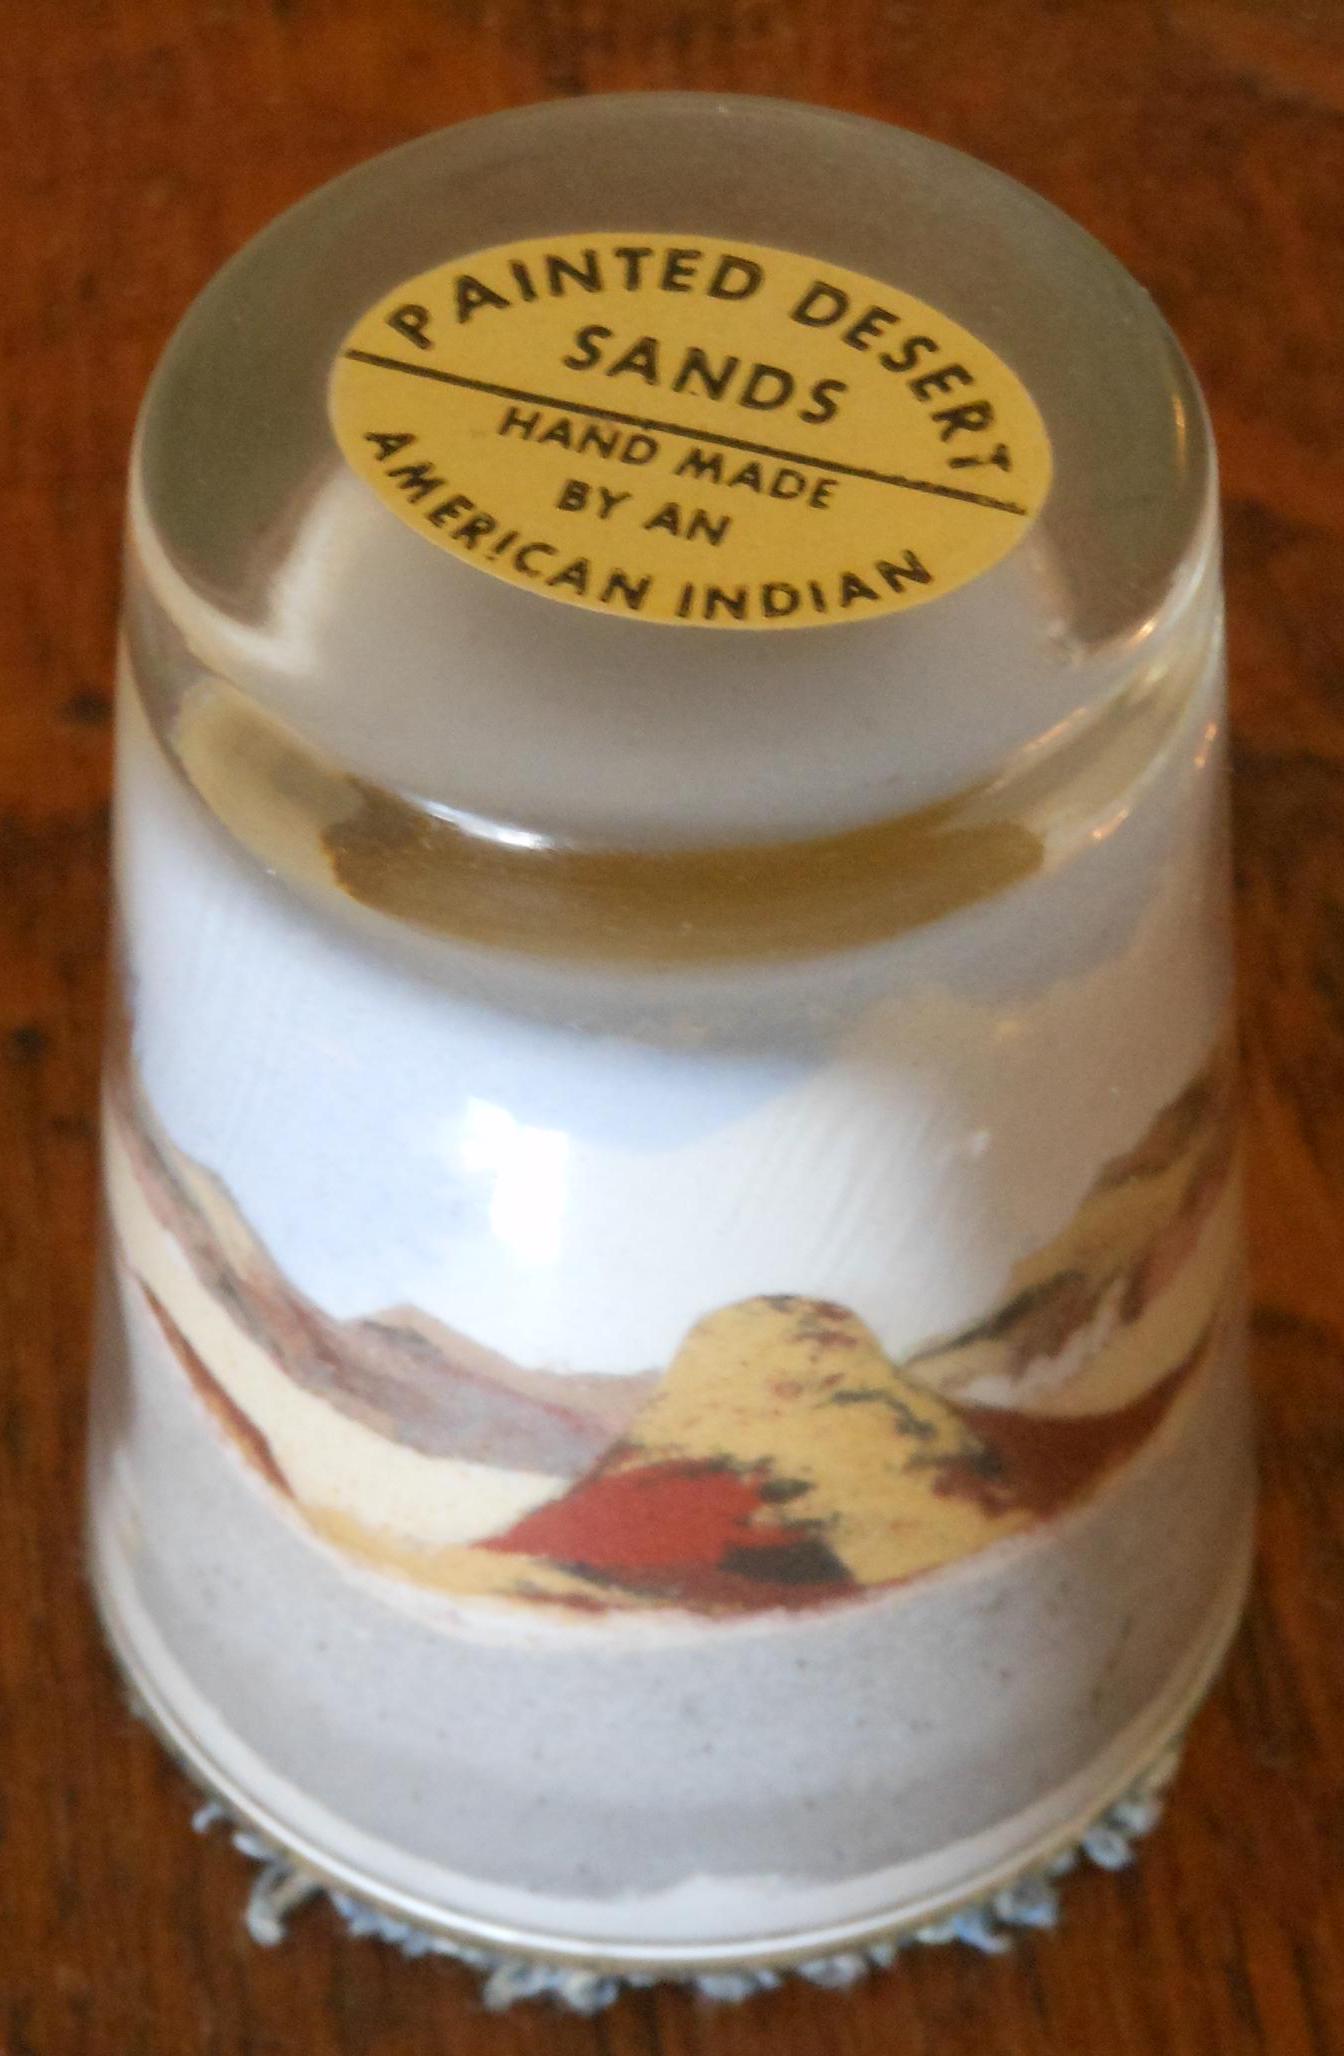 PAINTED DESERT
SANDS
HAND MADE
BY AN
AMERICAN INDIAN